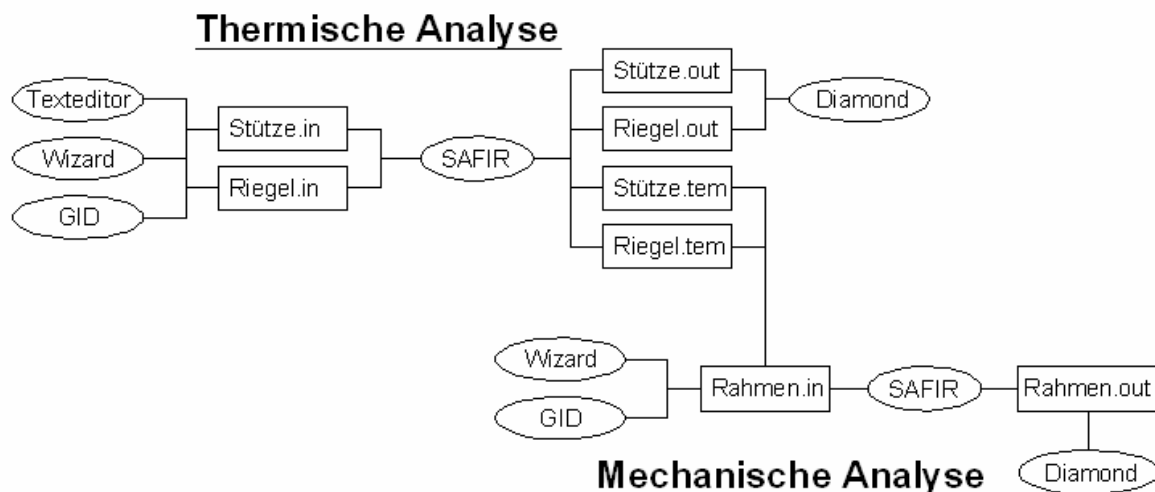 Thermische Analyse
Texteditor
Wizard
GID
Stütze.in
Riegel.in
SAFIR
Stütze.out
Riegel.out
Stütze.tem
Riegel.tem
Diamond
Wizard
GID
Rahmen.in
SAFIR
Rahmen.out
Diamond
Mechanische Analyse